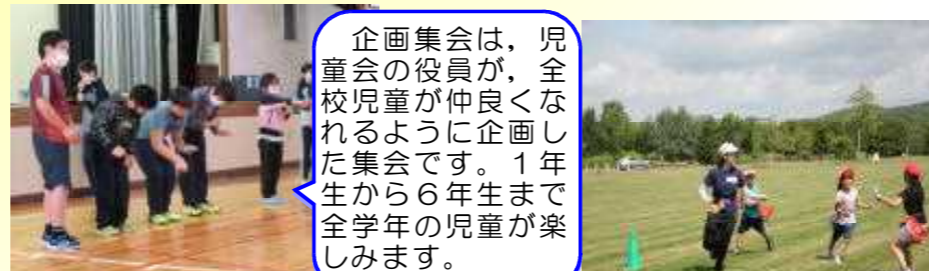 企画集会は，児
童会の役員が，全
校児童が仲良くな
れるように企画し
た集会です。１年
生から６年生まで
全学年の児童が楽
しみます。